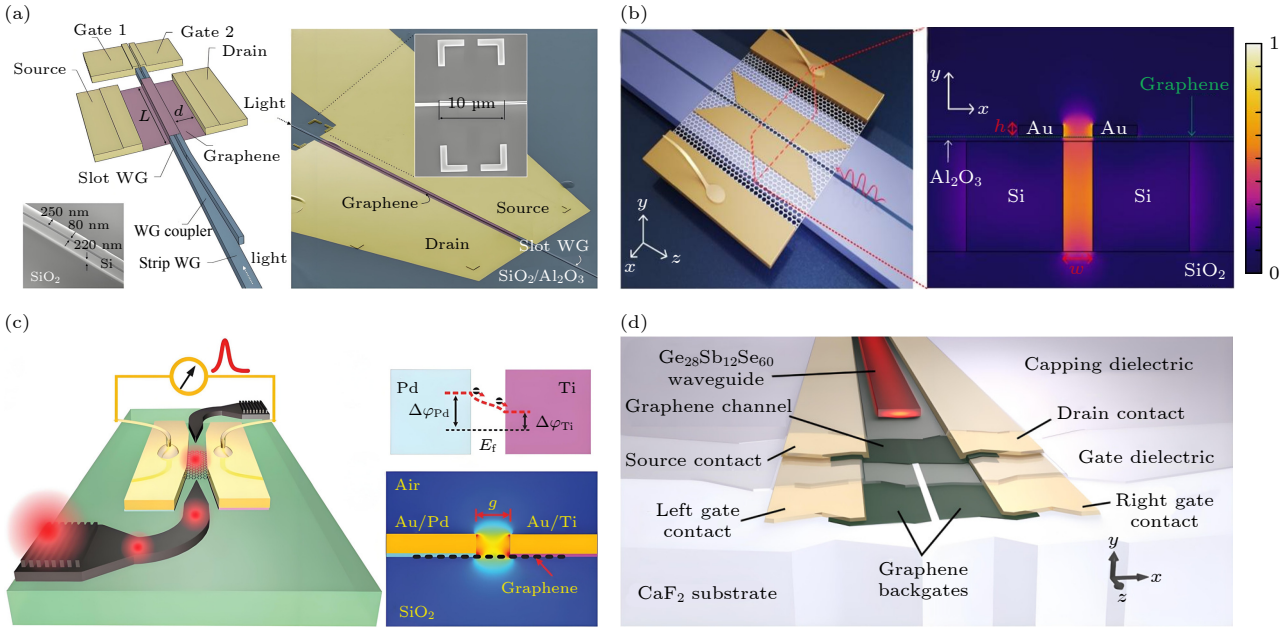 (a)
Gate 1
Gate 2
Drain
Source
L
d
Graphene
Slot WG
250 nm
80 nm
220 nm
Si
SiO₂
WG coupler
Strip WG
light
Light
10 µm
Graphene
Source
Drain
Slot WG
SiO₂/Al₂O₃
(b)
y
x
z
y
x
Graphene
h
Au
Au
Al₂O₃
Si
Si
w
SiO₂
1
0
(c)
Pd
Ti
Δφ_Pd
Δφ_Ti
E_f
Air
g
Au/Pd
Au/Ti
Graphene
SiO₂
(d)
Ge₂₈Sb₁₂Se₆₀
waveguide
Capping dielectric
Graphene channel
Drain contact
Source contact
Gate dielectric
Left gate
contact
Right gate
contact
Graphene
backgates
CaF₂ substrate
y
x
z